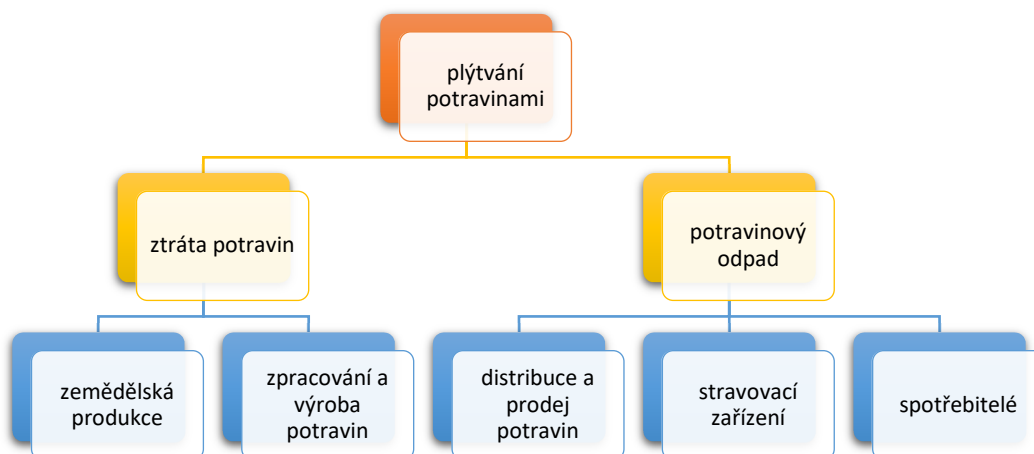 plýtvání
potravinami
ztráta potravin
potravinový
odpad
zemědělská
produkce
zpracování a
výroba
potravin
distribuce a
prodej
potravin
stravovací
zařízení
spotřebitelé